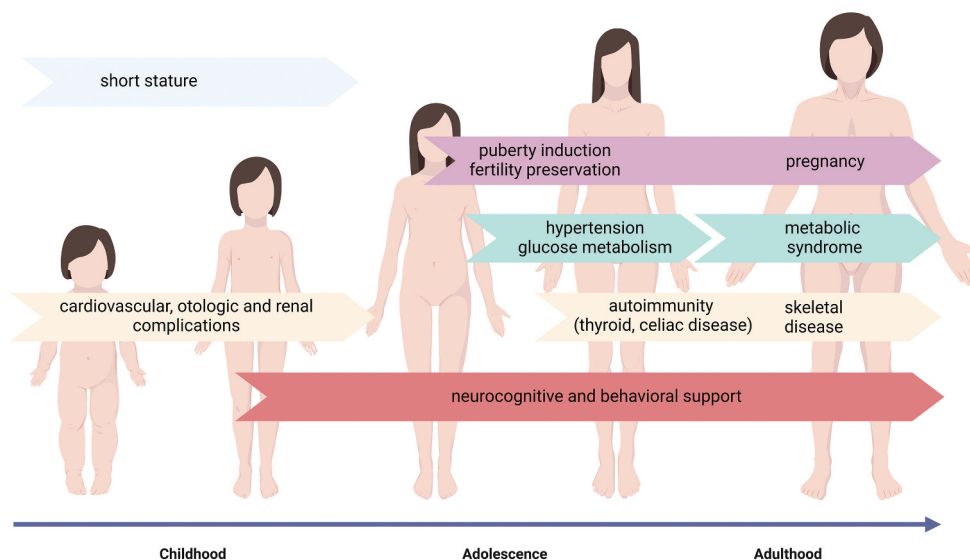 short stature
puberty induction
fertility preservation
pregnancy
hypertension
glucose metabolism
metabolic
syndrome
cardiovascular, otologic and renal
complications
autoimmunity
(thyroid, celiac disease)
skeletal
disease
neurocognitive and behavioral support
Childhood
Adolescence
Adulthood